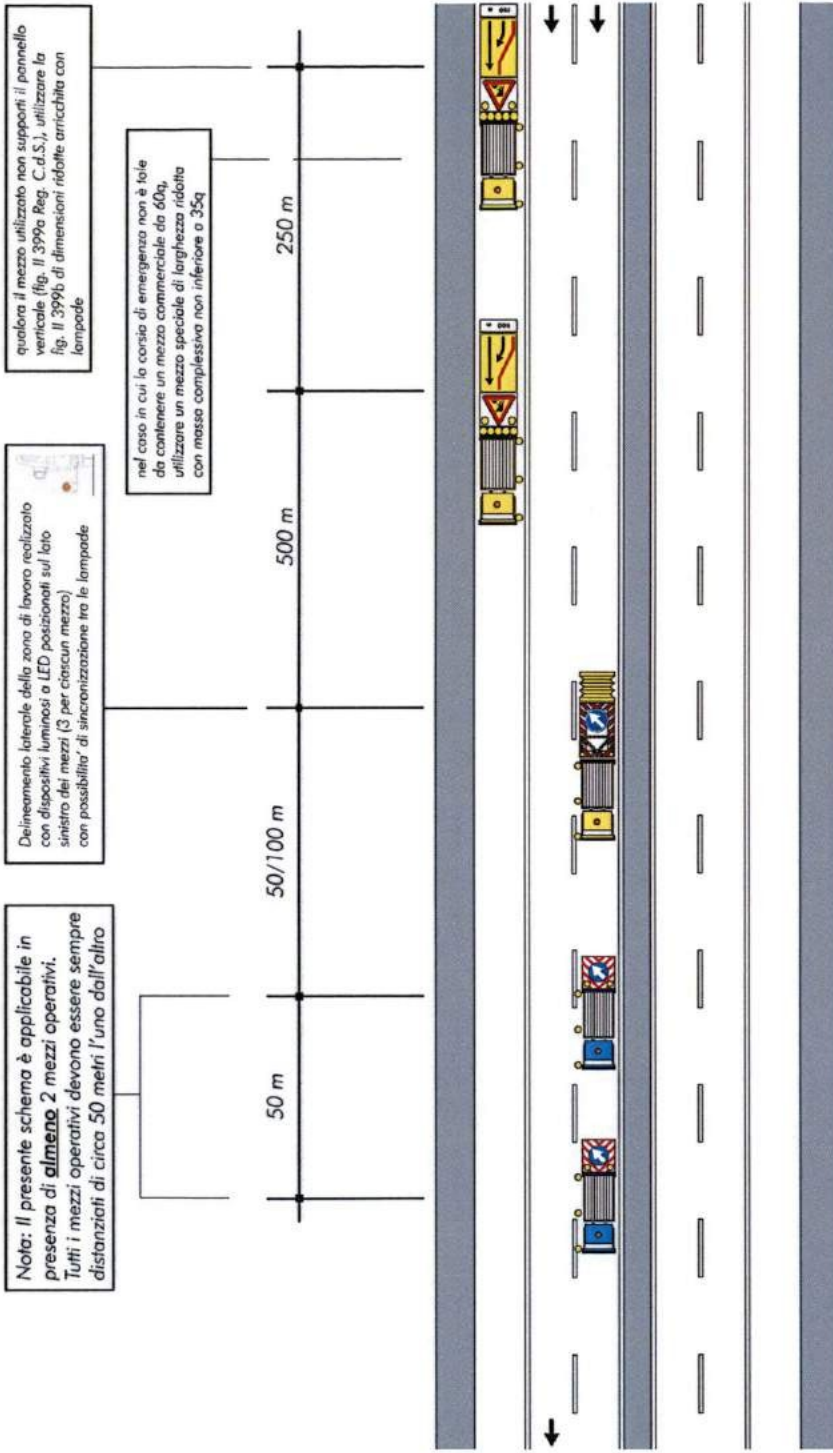 Nota: Il presente schema è applicabile in
presenza di almeno 2 mezzi operativi.
Tutti i mezzi operativi devono essere sempre
distanziati di circa 50 metri l'uno dall'altro
Delineamento laterale della zona di lavoro realizzato
con dispositivi luminosi a LED posizionati sul lato
sinistro dei mezzi (3 per ciascun mezzo)
con possibilita' di sincronizzazione tra le lampade
qualora il mezzo utilizzato non supporti il pannello
verticale (fig. II 399a Reg. C.d.S.), utilizzare la
fig. II 399b di dimensioni ridotte arricchita con
lampade
nel caso in cui la corsia di emergenza non è tale
da contenere un mezzo commerciale da 60q,
utilizzare un mezzo speciale di larghezza ridotta
con massa complessiva non inferiore a 35q
50 m
50/100 m
500 m
250 m